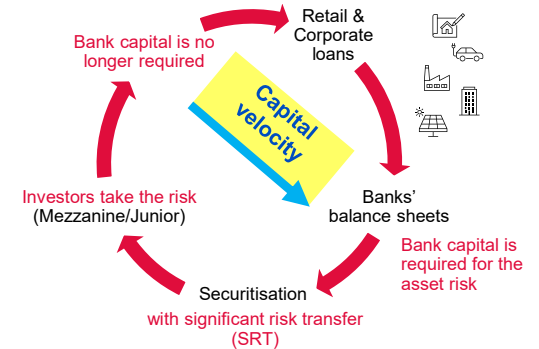 Retail &
Corporate
loans
Bank capital is no
longer required
Capital
velocity
Investors take the risk
(Mezzanine/Junior)
Banks’
balance sheets
Bank capital is
required for the
asset risk
Securitisation
with significant risk transfer
(SRT)